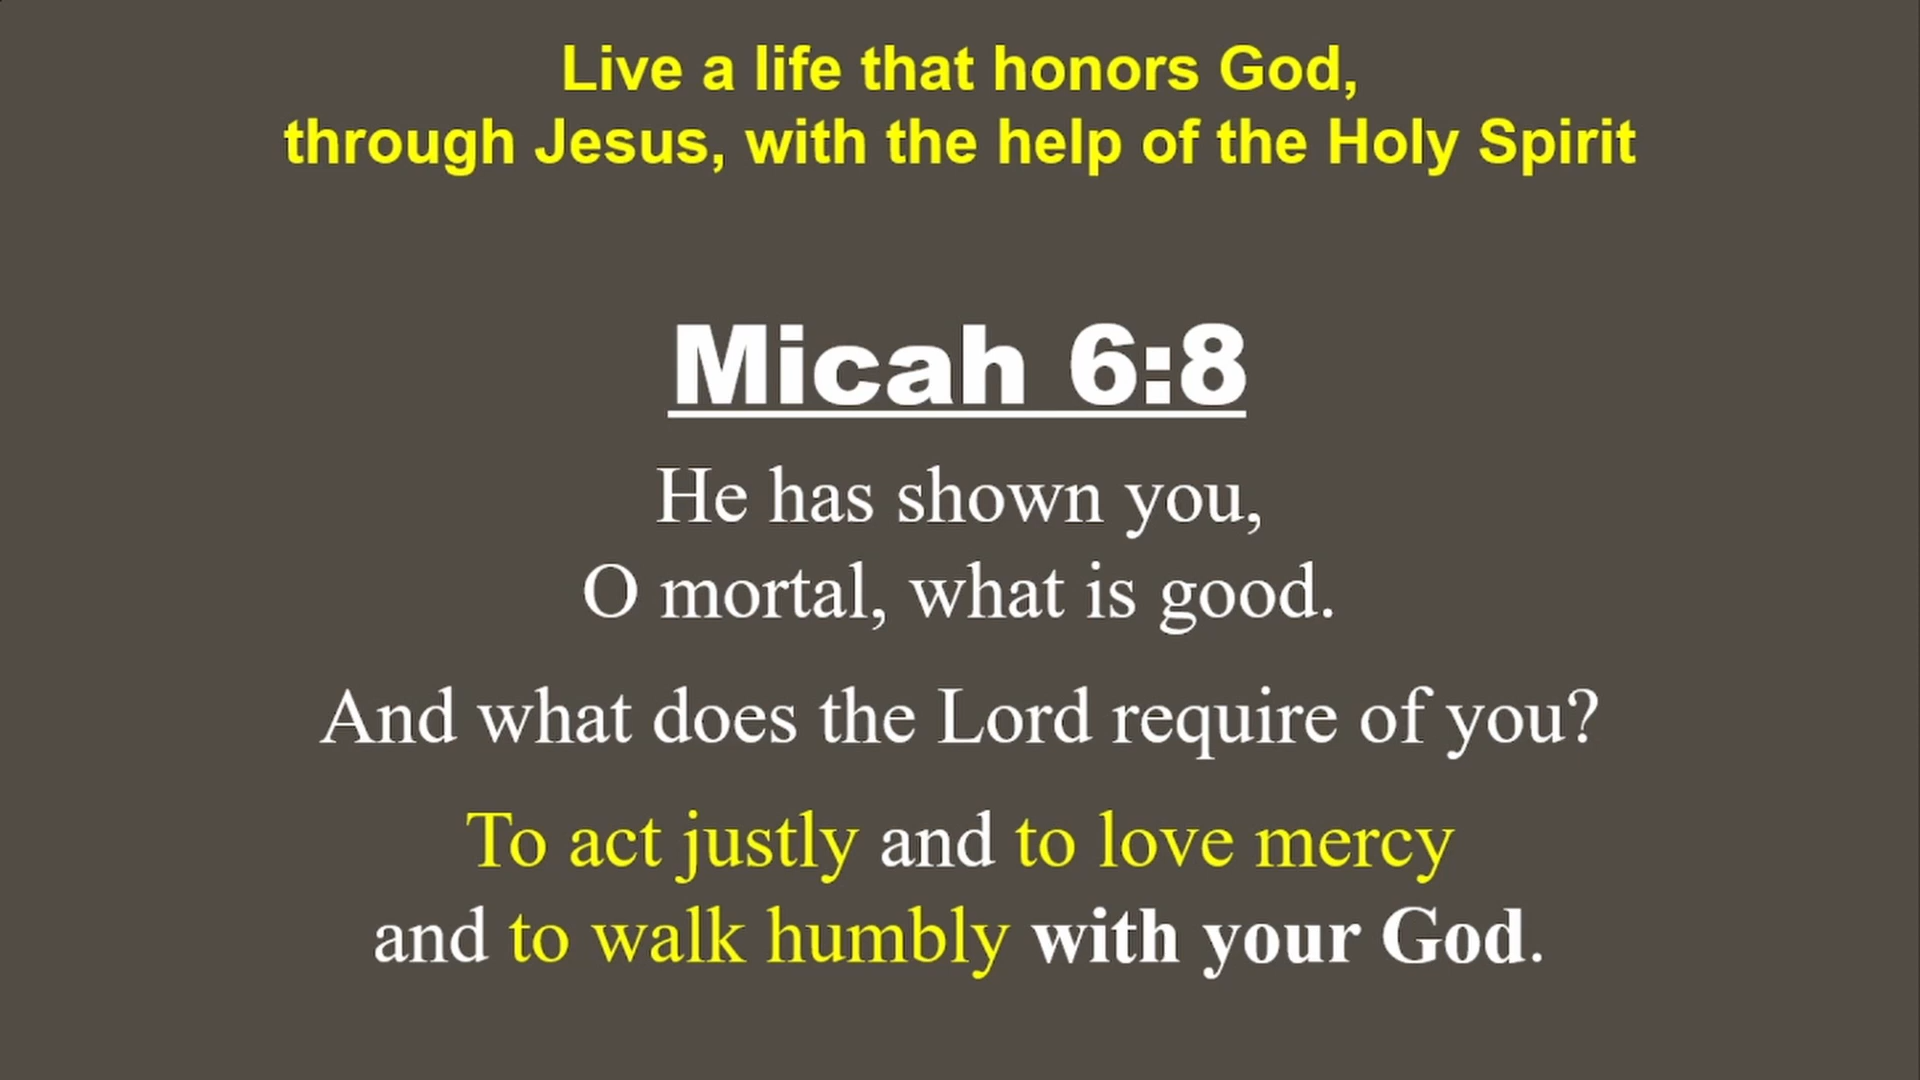 Live a life that honors God,
through Jesus, with the help of the Holy Spirit
Micah 6:8
He has shown you,
O mortal, what is good.
And what does the Lord require of you?
To act justly and to love mercy
and to walk humbly with your God.